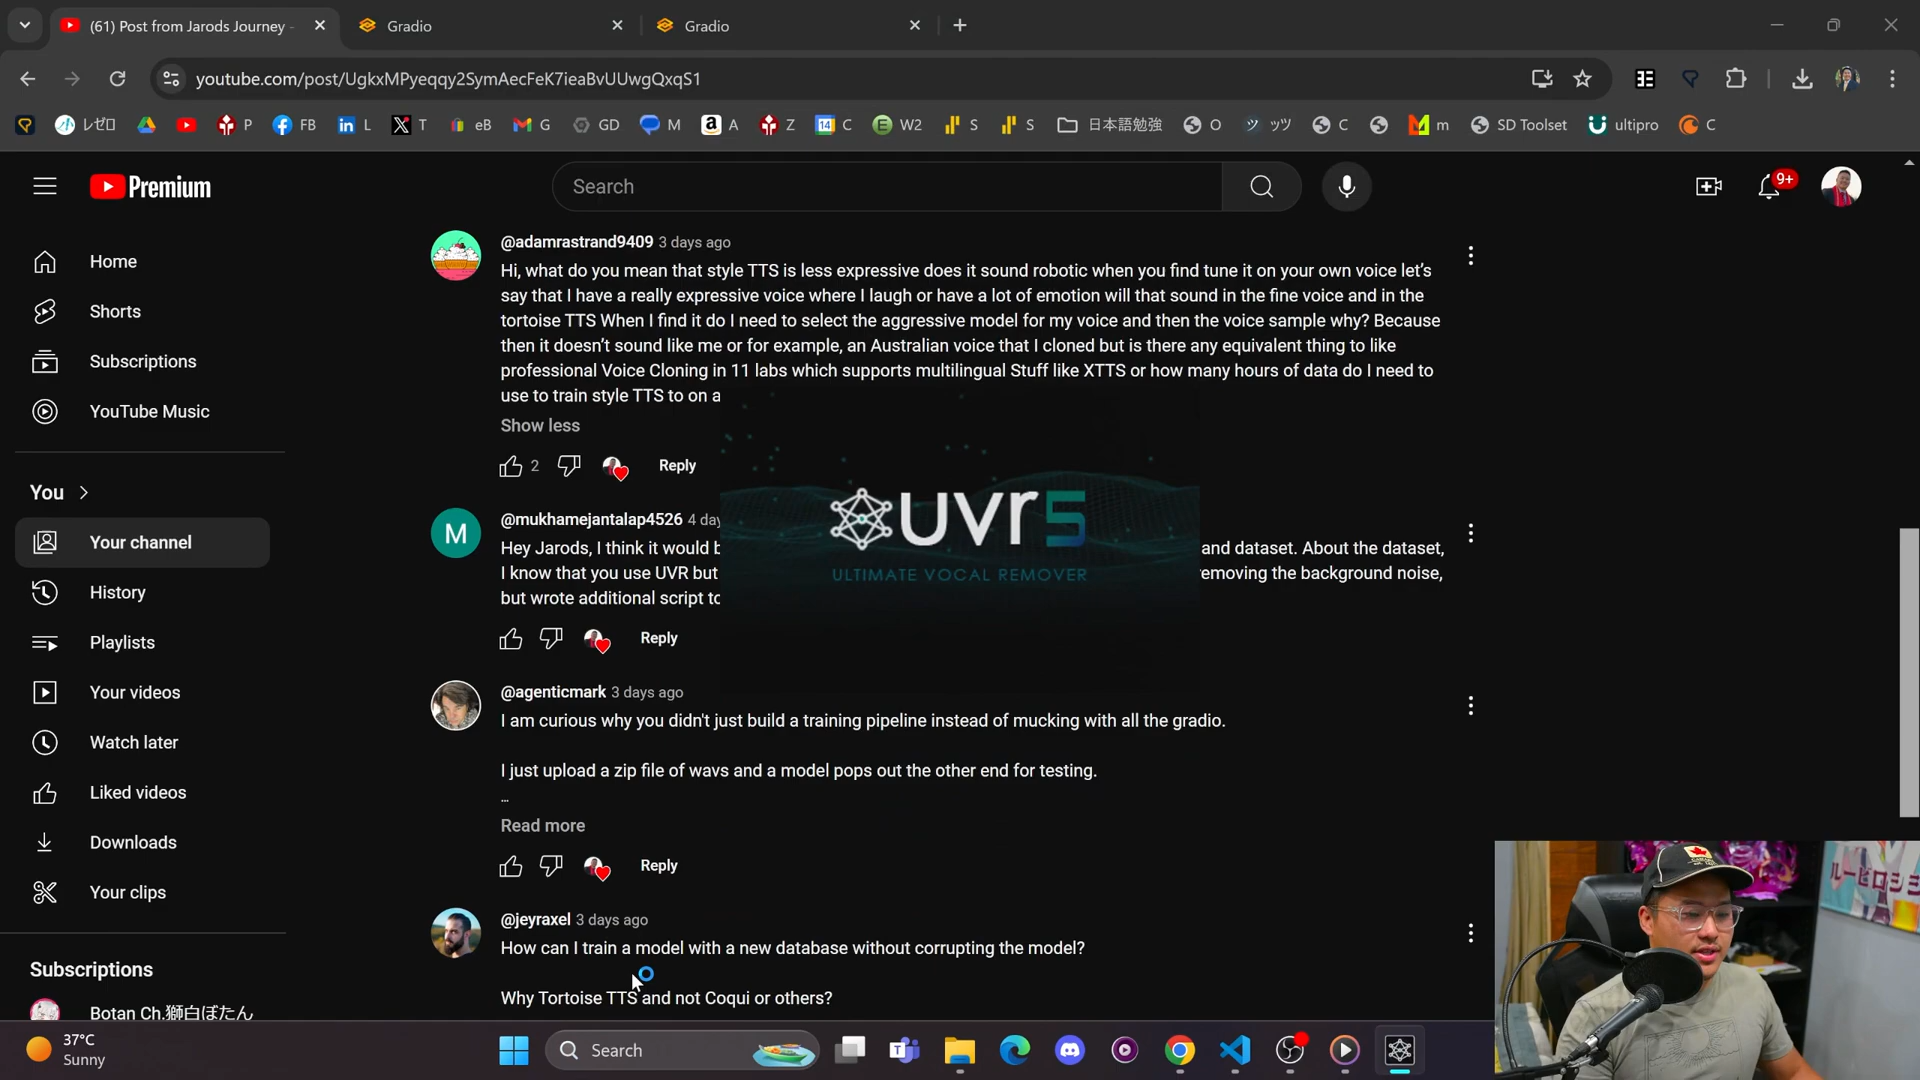 (61) Post from Jarods Journey -
Gradio
Gradio
youtube.com/post/UgkxMPyeqqy2SymAecFeK7ieaBvUUwgQxqS1
レゼロ
P
FB
L
T
eB
G
GD
M
A
Z
C
W2
S
S
日本語勉強
O
ッツ
C
m
SD Toolset
ultipro
C
Premium
Search
9+
Home
Shorts
Subscriptions
YouTube Music
You
Your channel
History
Playlists
Your videos
Watch later
Liked videos
Downloads
Your clips
Subscriptions
Botan Ch.獅白ぼたん
@adamrastrand9409 3 days ago
Hi, what do you mean that style TTS is less expressive does it sound robotic when you find tune it on your own voice let's
say that I have a really expressive voice where I laugh or have a lot of emotion will that sound in the fine voice and in the
tortoise TTS When I find it do I need to select the aggressive model for my voice and then the voice sample why? Because
then it doesn't sound like me or for example, an Australian voice that I cloned but is there any equivalent thing to like
professional Voice Cloning in 11 labs which supports multilingual Stuff like XTTS or how many hours of data do I need to
use to train style TTS to on a
Show less
2
Reply
uvr5
ULTIMATE VOCAL REMOVER
M
@mukhamejantalap4526 4 day
Hey Jarods, I think it would b and dataset. About the dataset,
I know that you use UVR but emoving the background noise,
but wrote additional script to
Reply
@agenticmark 3 days ago
I am curious why you didn't just build a training pipeline instead of mucking with all the gradio.
I just upload a zip file of wavs and a model pops out the other end for testing.
...
Read more
Reply
@jeyraxel 3 days ago
How can I train a model with a new database without corrupting the model?
Why Tortoise TTS and not Coqui or others?
37°C
Sunny
Search